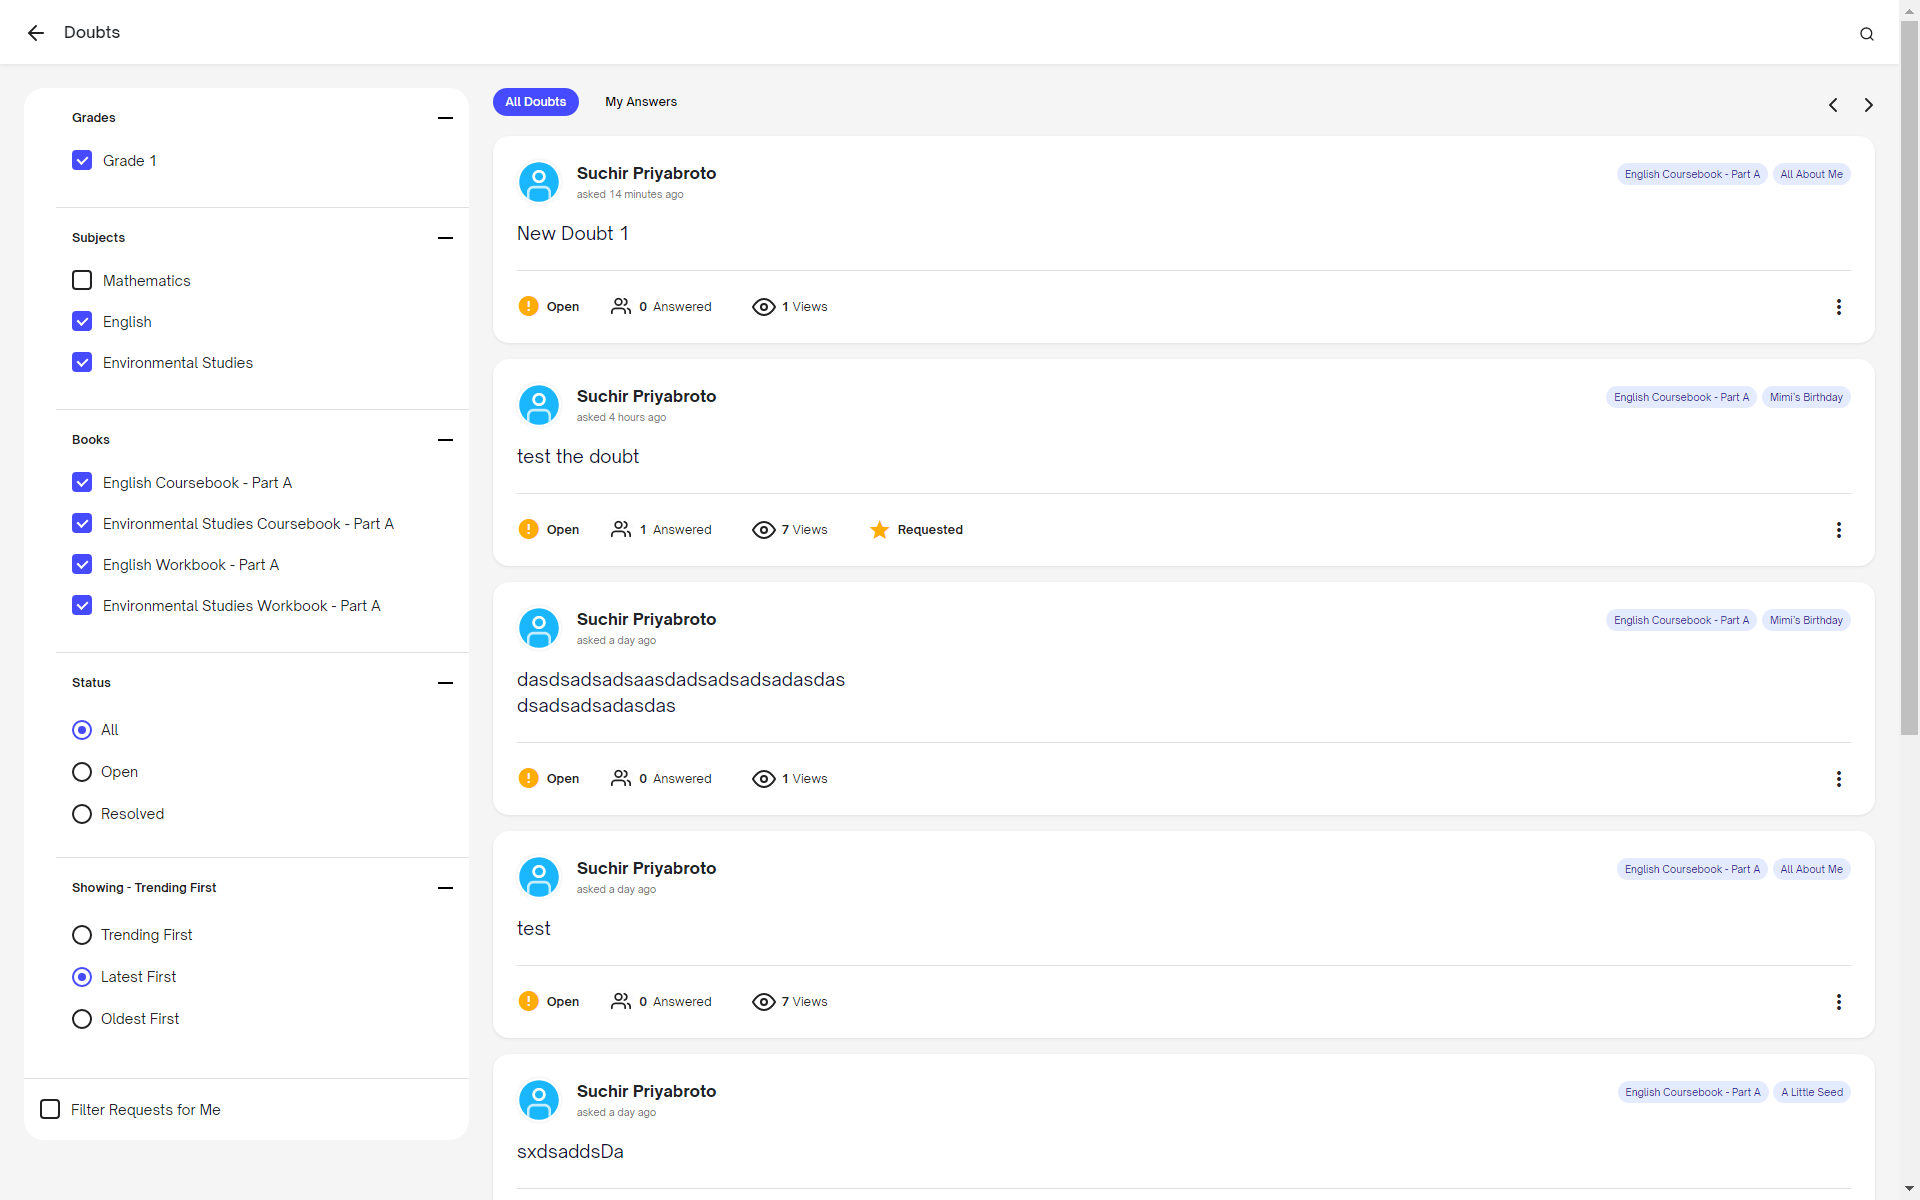 Doubts
Grades
Grade 1
Subjects
Mathematics
English
Environmental Studies
Books
English Coursebook - Part A
Environmental Studies Coursebook - Part A
English Workbook - Part A
Environmental Studies Workbook - Part A
Status
All
Open
Resolved
Showing - Trending First
Trending First
Latest First
Oldest First
Filter Requests for Me
All Doubts My Answers
Suchir Priyabroto English Coursebook - Part A All About Me
asked 14 minutes ago
New Doubt 1
Open 0 Answered 1 Views
Suchir Priyabroto English Coursebook - Part A Mimi's Birthday
asked 4 hours ago
test the doubt
Open 1 Answered 7 Views Requested
Suchir Priyabroto English Coursebook - Part A Mimi's Birthday
asked a day ago
dasdsadsadsaasdadsadsadsadasdas
dsadsadsadasdas
Open 0 Answered 1 Views
Suchir Priyabroto English Coursebook - Part A All About Me
asked a day ago
test
Open 0 Answered 7 Views
Suchir Priyabroto English Coursebook - Part A A Little Seed
asked a day ago
sxdsaddsDa